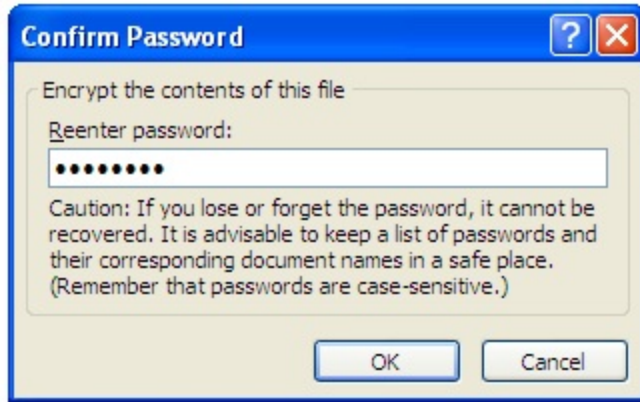 Confirm Password
Encrypt the contents of this file
Reenter password:
••••••••
Caution: If you lose or forget the password, it cannot be
recovered. It is advisable to keep a list of passwords and
their corresponding document names in a safe place.
(Remember that passwords are case-sensitive.)
OK Cancel